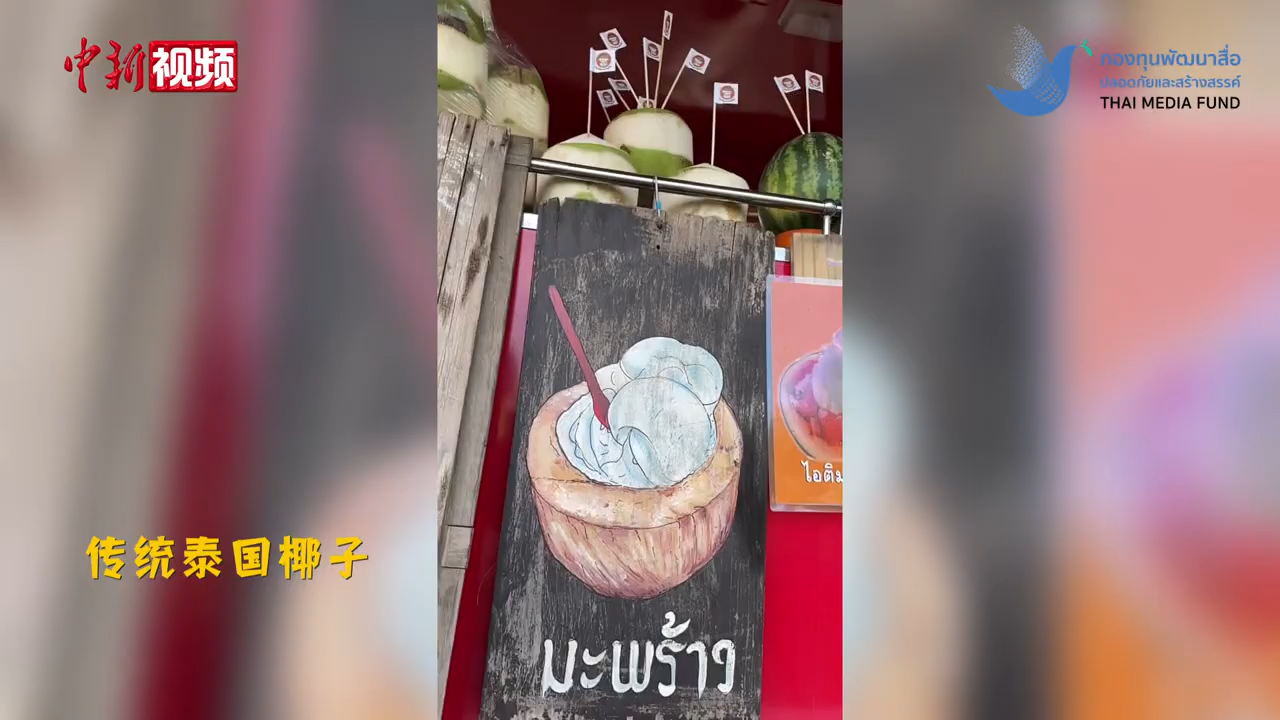 中新视频
กองทุนพัฒนาสื่อ
ปลอดภัยและสร้างสรรค์
THAI MEDIA FUND
ไอติม
传统泰国椰子
มะพร้าว